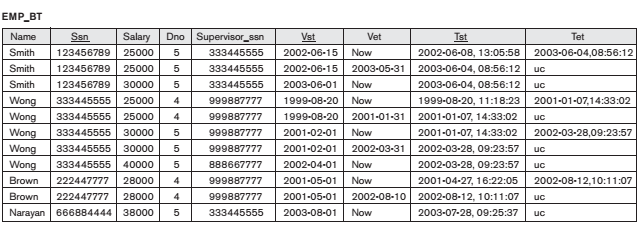 EMP_BT
Name Ssn Salary Dno Supervisor_ssn Vst Vet Tst Tet
Smith 123456789 25000 5 333445555 2002-06-15 Now 2002-06-08, 13:05:58 2003-06-04,08:56:12
Smith 123456789 25000 5 333445555 2002-06-15 2003-05-31 2003-06-04, 08:56:12 uc
Smith 123456789 30000 5 333445555 2003-06-01 Now 2003-06-04, 08:56:12 uc
Wong 333445555 25000 4 999887777 1999-08-20 Now 1999-08-20, 11:18:23 2001-01-07,14:33:02
Wong 333445555 25000 4 999887777 1999-08-20 2001-01-31 2001-01-07, 14:33:02 uc
Wong 333445555 30000 5 999887777 2001-02-01 Now 2001-01-07, 14:33:02 2002-03-28,09:23:57
Wong 333445555 30000 5 999887777 2001-02-01 2002-03-31 2002-03-28, 09:23:57 uc
Wong 333445555 40000 5 888667777 2002-04-01 Now 2002-03-28, 09:23:57 uc
Brown 222447777 28000 4 999887777 2001-05-01 Now 2001-04-27, 16:22:05 2002-08-12,10:11:07
Brown 222447777 28000 4 999887777 2001-05-01 2002-08-10 2002-08-12, 10:11:07 uc
Narayan 666884444 38000 5 333445555 2003-08-01 Now 2003-07-28, 09:25:37 uc